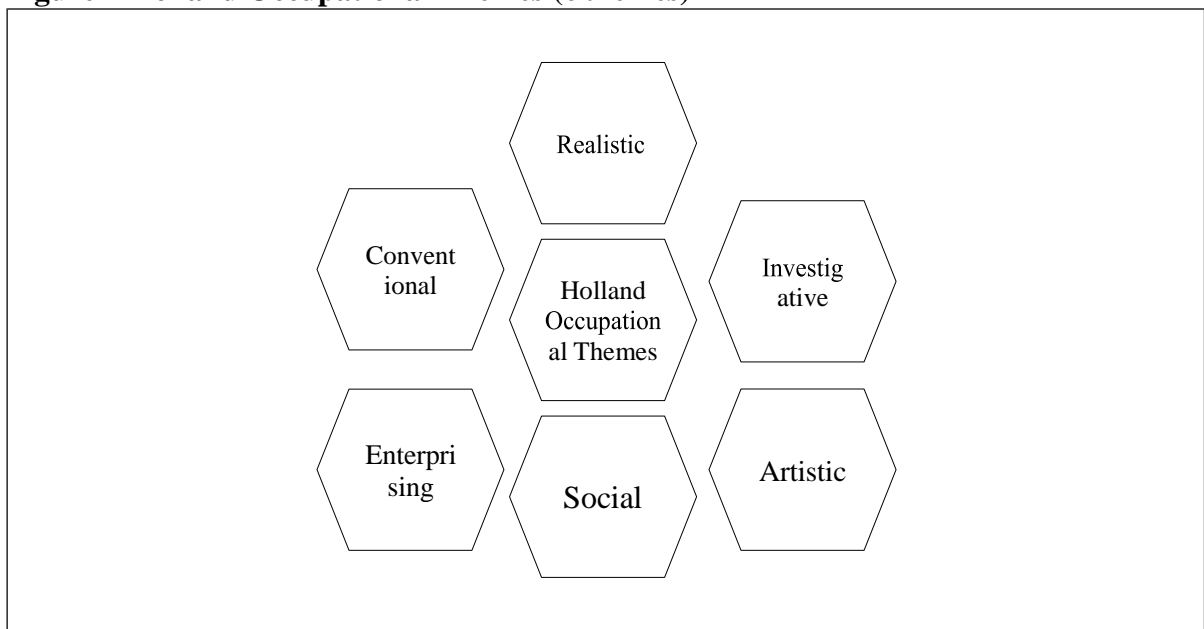 Realistic
Convent
ional
Investig
ative
Holland
Occupation
al Themes
Enterpri
sing
Social
Artistic